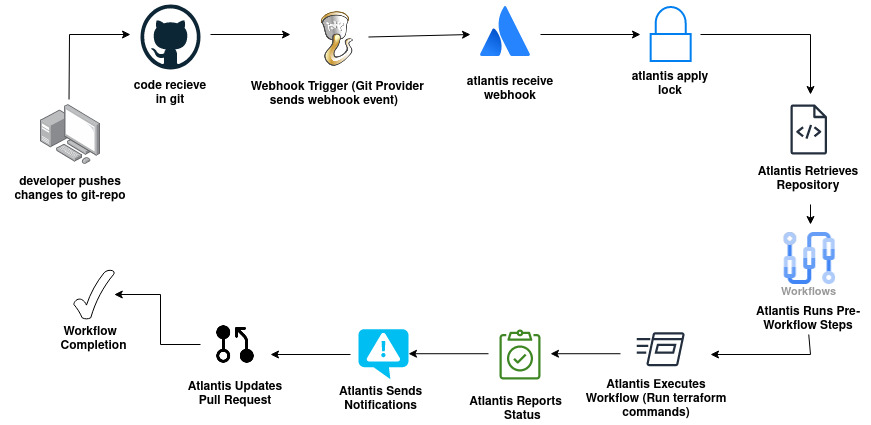 code recieve
in git
Webhook Trigger (Git Provider
sends webhook event)
atlantis receive
webhook
atlantis apply
lock
developer pushes
changes to git-repo
Atlantis Retrieves
Repository
Workflows
Atlantis Runs Pre-
Workflow Steps
Atlantis Executes
Workflow (Run terraform
commands)
Atlantis Reports
Status
Atlantis Sends
Notifications
Atlantis Updates
Pull Request
Workflow
Completion